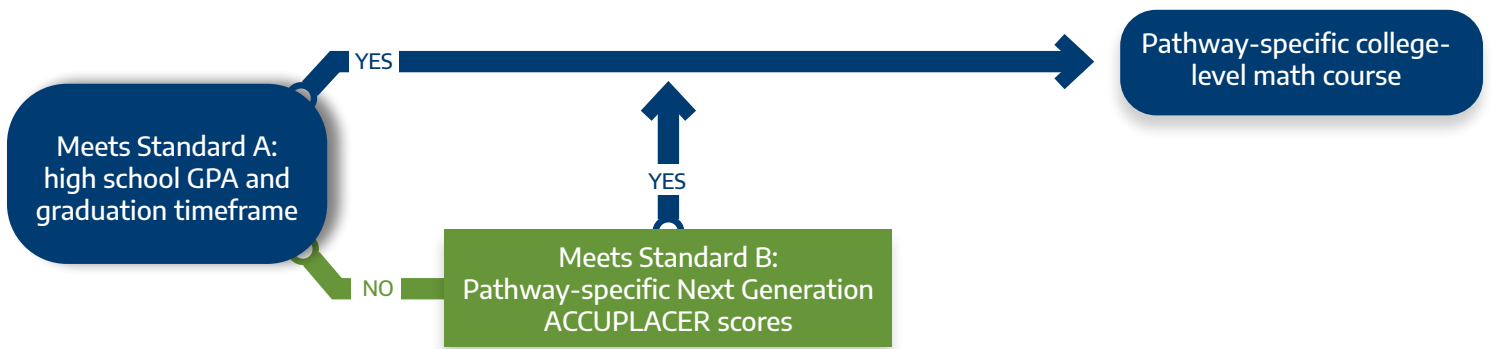 YES
Pathway-specific college-
level math course
Meets Standard A:
high school GPA and
graduation timeframe
YES
NO
Meets Standard B:
Pathway-specific Next Generation
ACCUPLACER scores